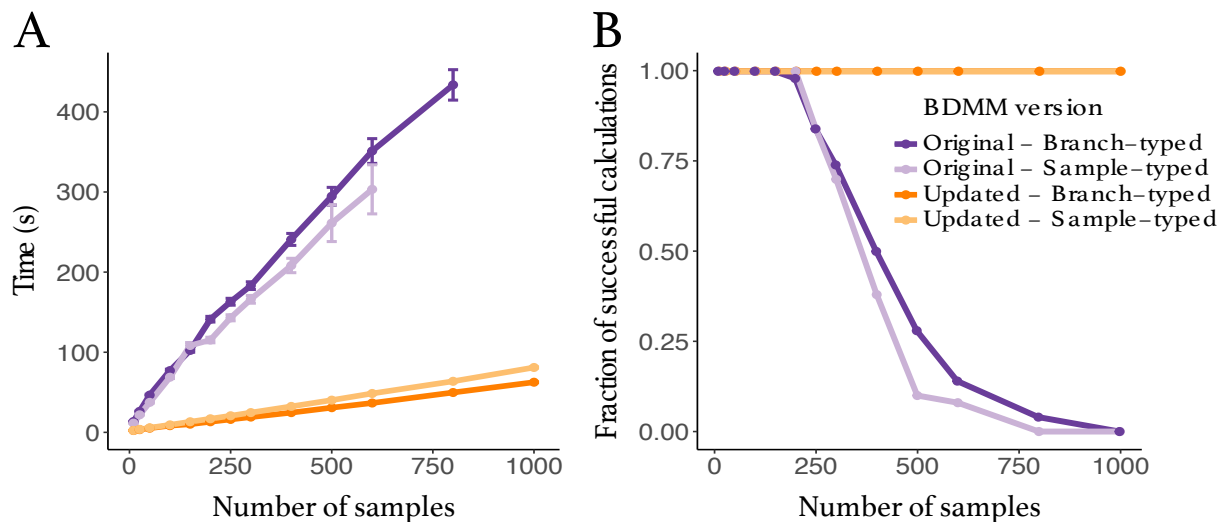 A
Time (s)
400
300
200
100
0
0 250 500 750 1000
Number of samples
B
Fraction of successful calculations
1.00
0.75
0.50
0.25
0.00
BDMM version
Original – Branch–typed
Original – Sample–typed
Updated – Branch–typed
Updated – Sample–typed
0 250 500 750 1000
Number of samples